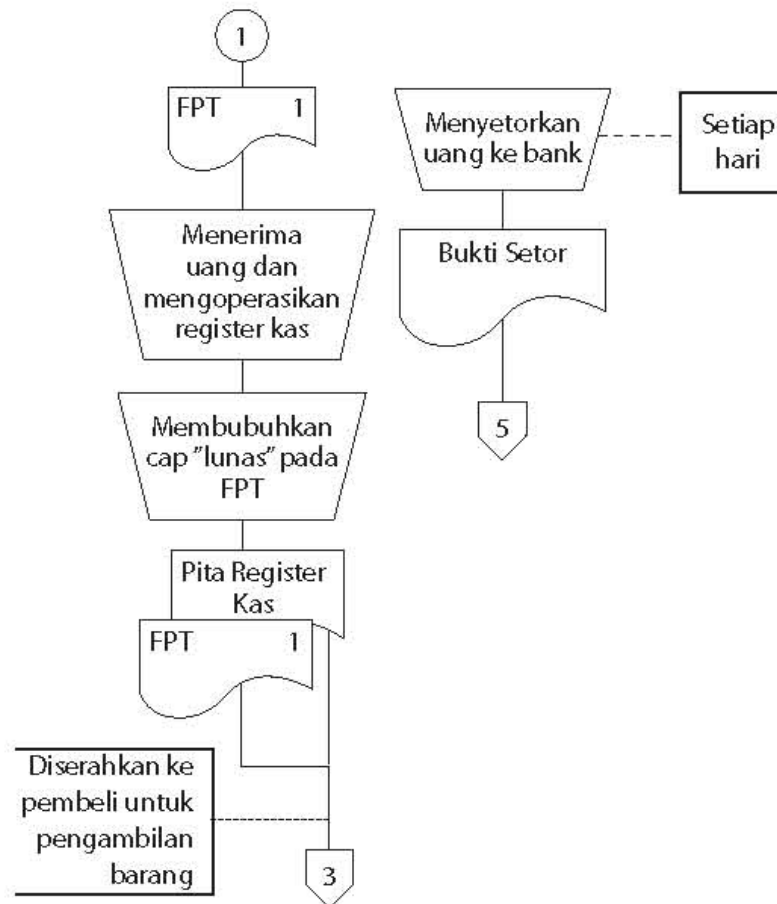 1
FPT 1
Menerima
uang dan
mengoperasikan
register kas
Membubuhkan
cap "lunas" pada
FPT
Pita Register
Kas
FPT 1
Diserahkan ke
pembeli untuk
pengambilan
barang
3
Menyetorkan
uang ke bank
Setiap
hari
Bukti Setor
5